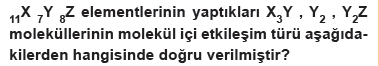 ₁₁X ₇Y ₈Z elementlerinin yaptıkları X₃Y , Y₂ , Y₂Z
moleküllerinin molekül içi etkileşim türü aşağıda-
kilerden hangisinde doğru verilmiştir?